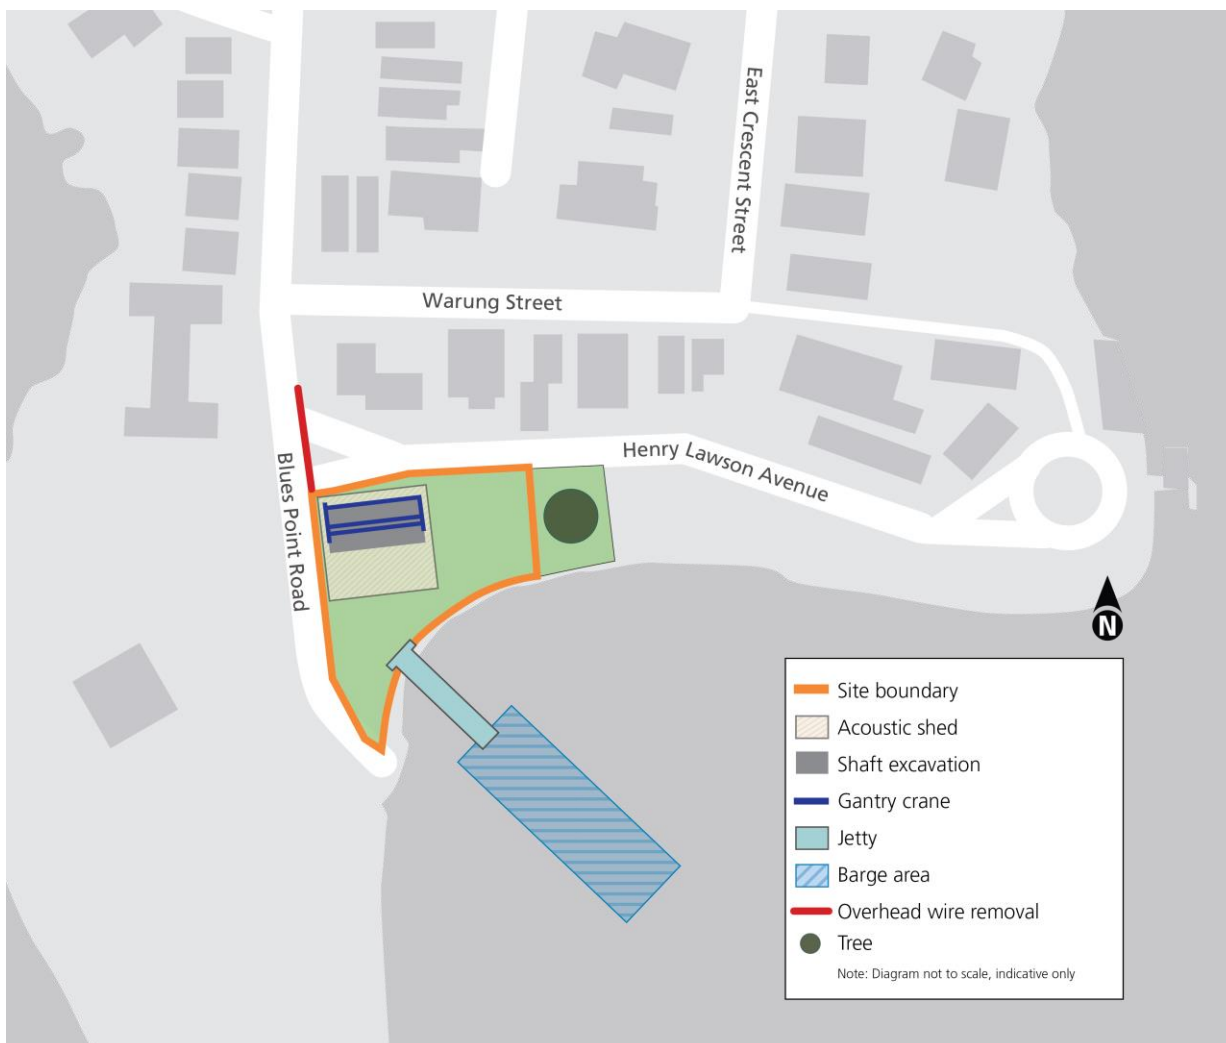 East Crescent Street
Warung Street
Henry Lawson Avenue
Blues Point Road
N
Site boundary
Acoustic shed
Shaft excavation
Gantry crane
Jetty
Barge area
Overhead wire removal
Tree
Note: Diagram not to scale, indicative only